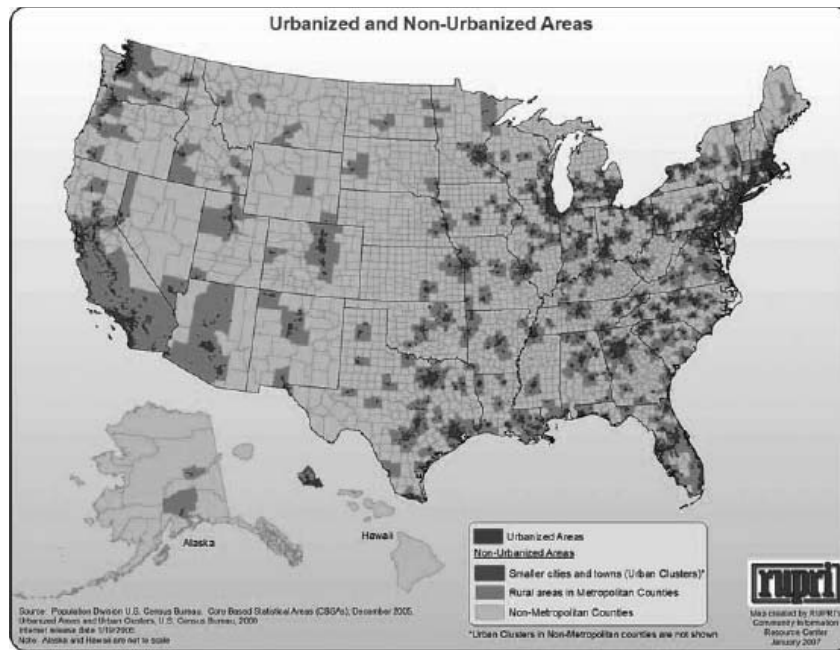 Urbanized and Non-Urbanized Areas
Alaska
Hawaii
Urbanized Areas
Non-Urbanized Areas
Smaller cities and towns (Urban Clusters)*
Rural areas in Metropolitan Counties
Non-Metropolitan Counties
*Urban Clusters in Non-Metropolitan counties are not shown
Source: Population Division U.S. Census Bureau. Core Based Statistical Areas (CBSAs), December 2005.
Urbanized Areas and Urban Clusters, U.S. Census Bureau, 2000
Internet release date
Note: Alaska and Hawaii are not to scale
rupri
Map created by RUPRI's
Community Information
Resource Center
January 2007